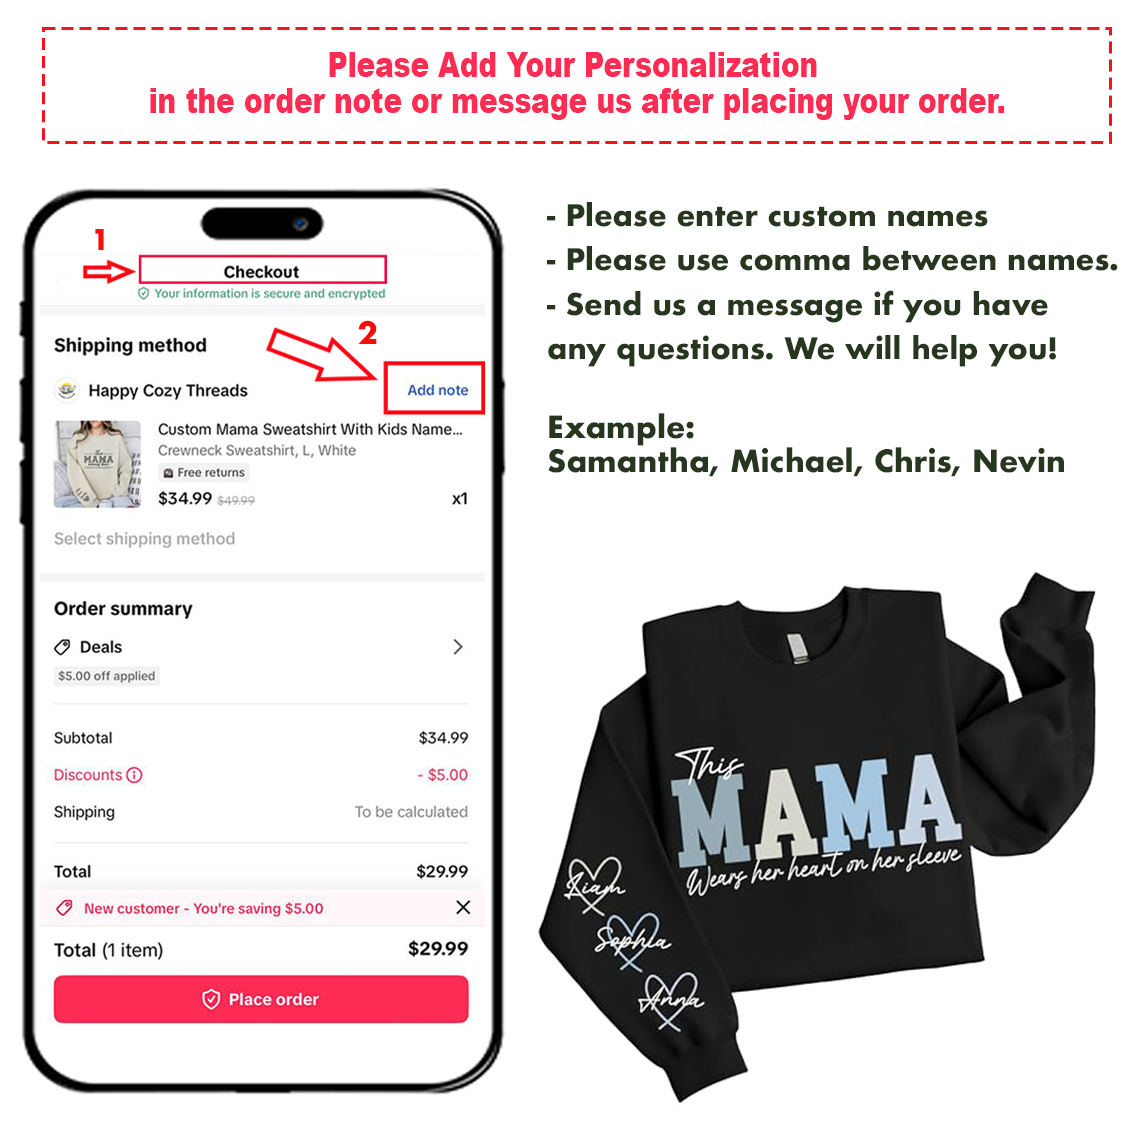 Please Add Your Personalization
in the order note or message us after placing your order.
1
Checkout
Your information is secure and encrypted
2
Shipping method
Happy Cozy Threads
Add note
Custom Mama Sweatshirt With Kids Name...
Crewneck Sweatshirt, L, White
Free returns
$34.99 $49.99
x1
MAMA
Select shipping method
Order summary
Deals
$5.00 off applied
Subtotal
$34.99
Discounts
- $5.00
Shipping
To be calculated
Total
$29.99
New customer - You're saving $5.00
Total (1 item)
$29.99
Place order
- Please enter custom names
- Please use comma between names.
- Send us a message if you have
any questions. We will help you!
Example:
Samantha, Michael, Chris, Nevin
This
MAMA
Wears her heart on her sleeve
Liam
Sophia
Anna